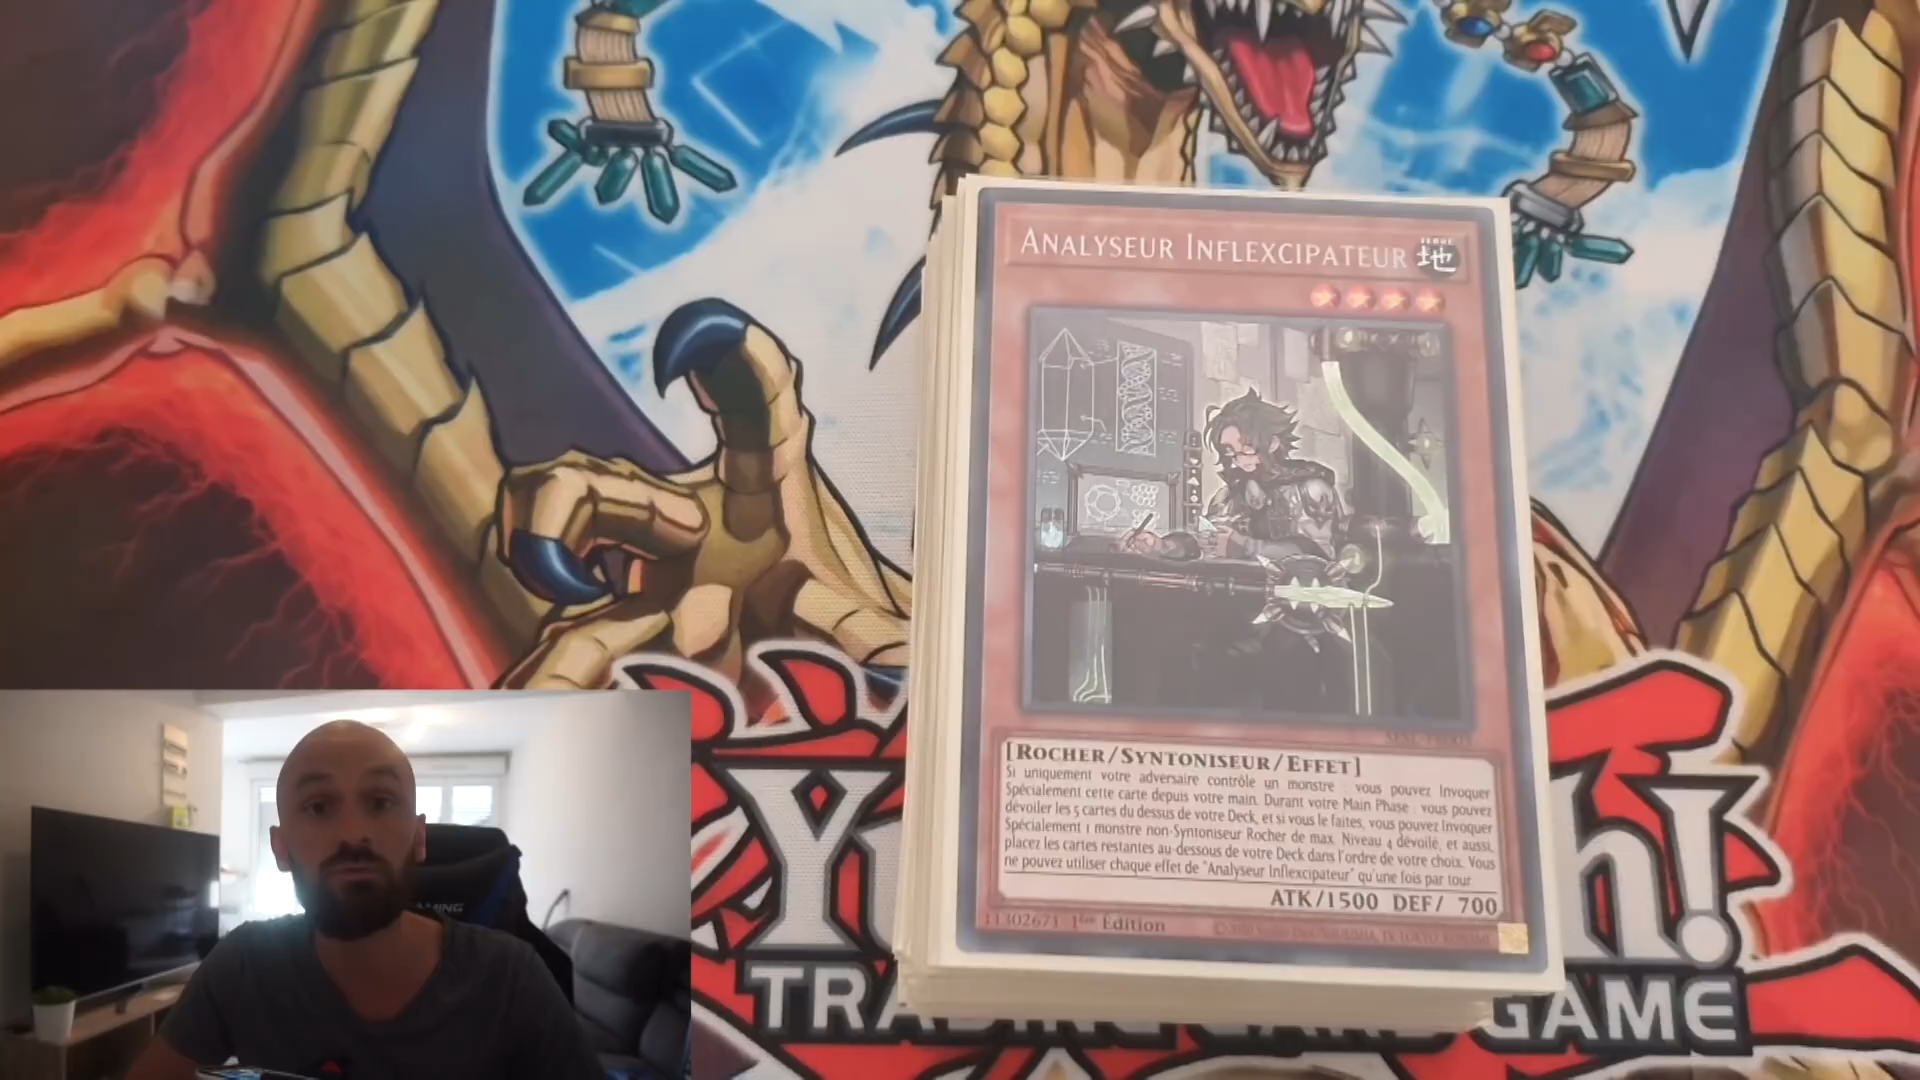 ANALYSEUR INFLEXCIPATEUR 地
[ROCHER/SYNTONISEUR/EFFET]
Si uniquement votre adversaire contrôle un monstre : vous pouvez Invoquer
Spécialement cette carte depuis votre main. Durant votre Main Phase : vous pouvez
dévoiler les 5 cartes du dessus de votre Deck, et si vous le faites, vous pouvez Invoquer
Spécialement 1 monstre non-Syntoniseur Rocher de max. Niveau 4 dévoilé, et aussi,
placez les cartes restantes au-dessous de votre Deck dans l'ordre de votre choix. Vous
ne pouvez utiliser chaque effet de "Analyseur Inflexcipateur" qu'une fois par tour
ATK/1500 DEF/ 700
11302671 1ère Édition
h!
GAME
AMING